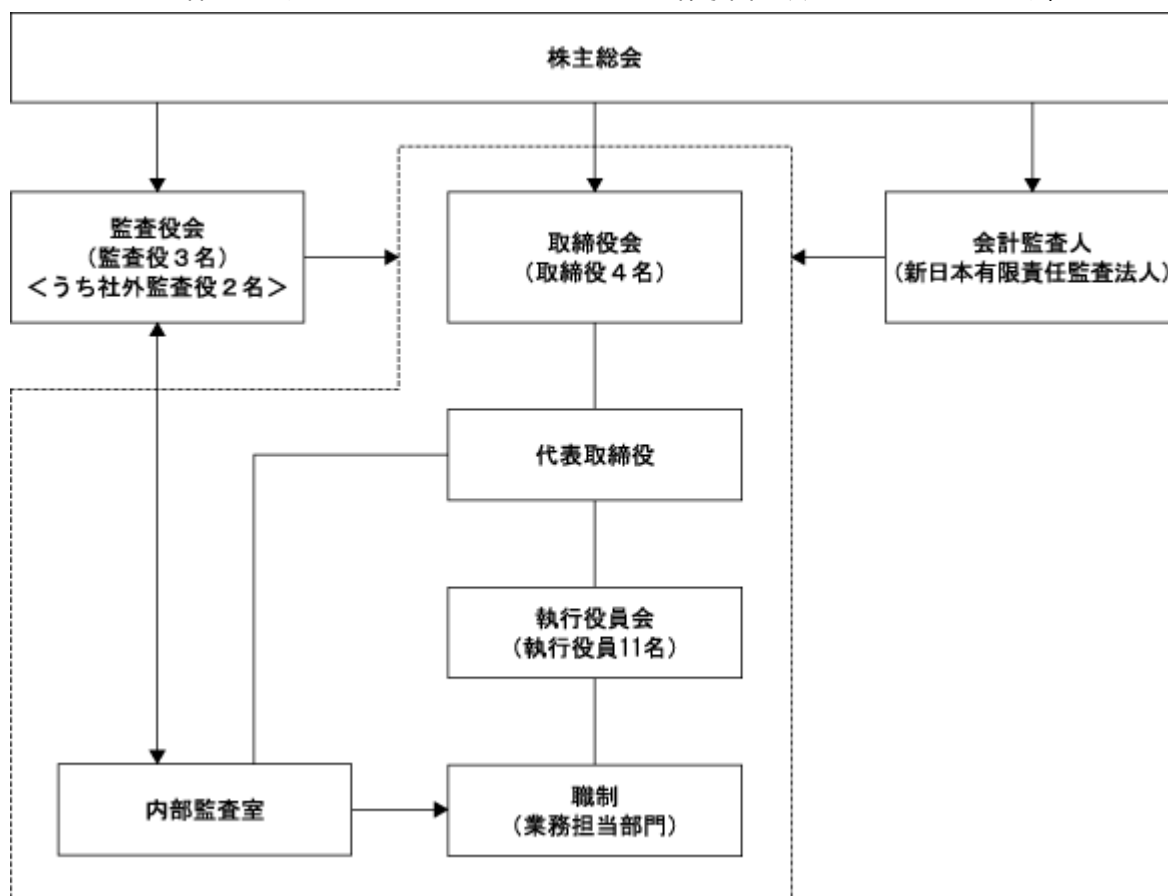 株主総会
監査役会
(監査役３名)
＜うち社外監査役２名＞
取締役会
(取締役４名)
会計監査人
(新日本有限責任監査法人)
代表取締役
執行役員会
(執行役員11名)
内部監査室
職制
(業務担当部門)